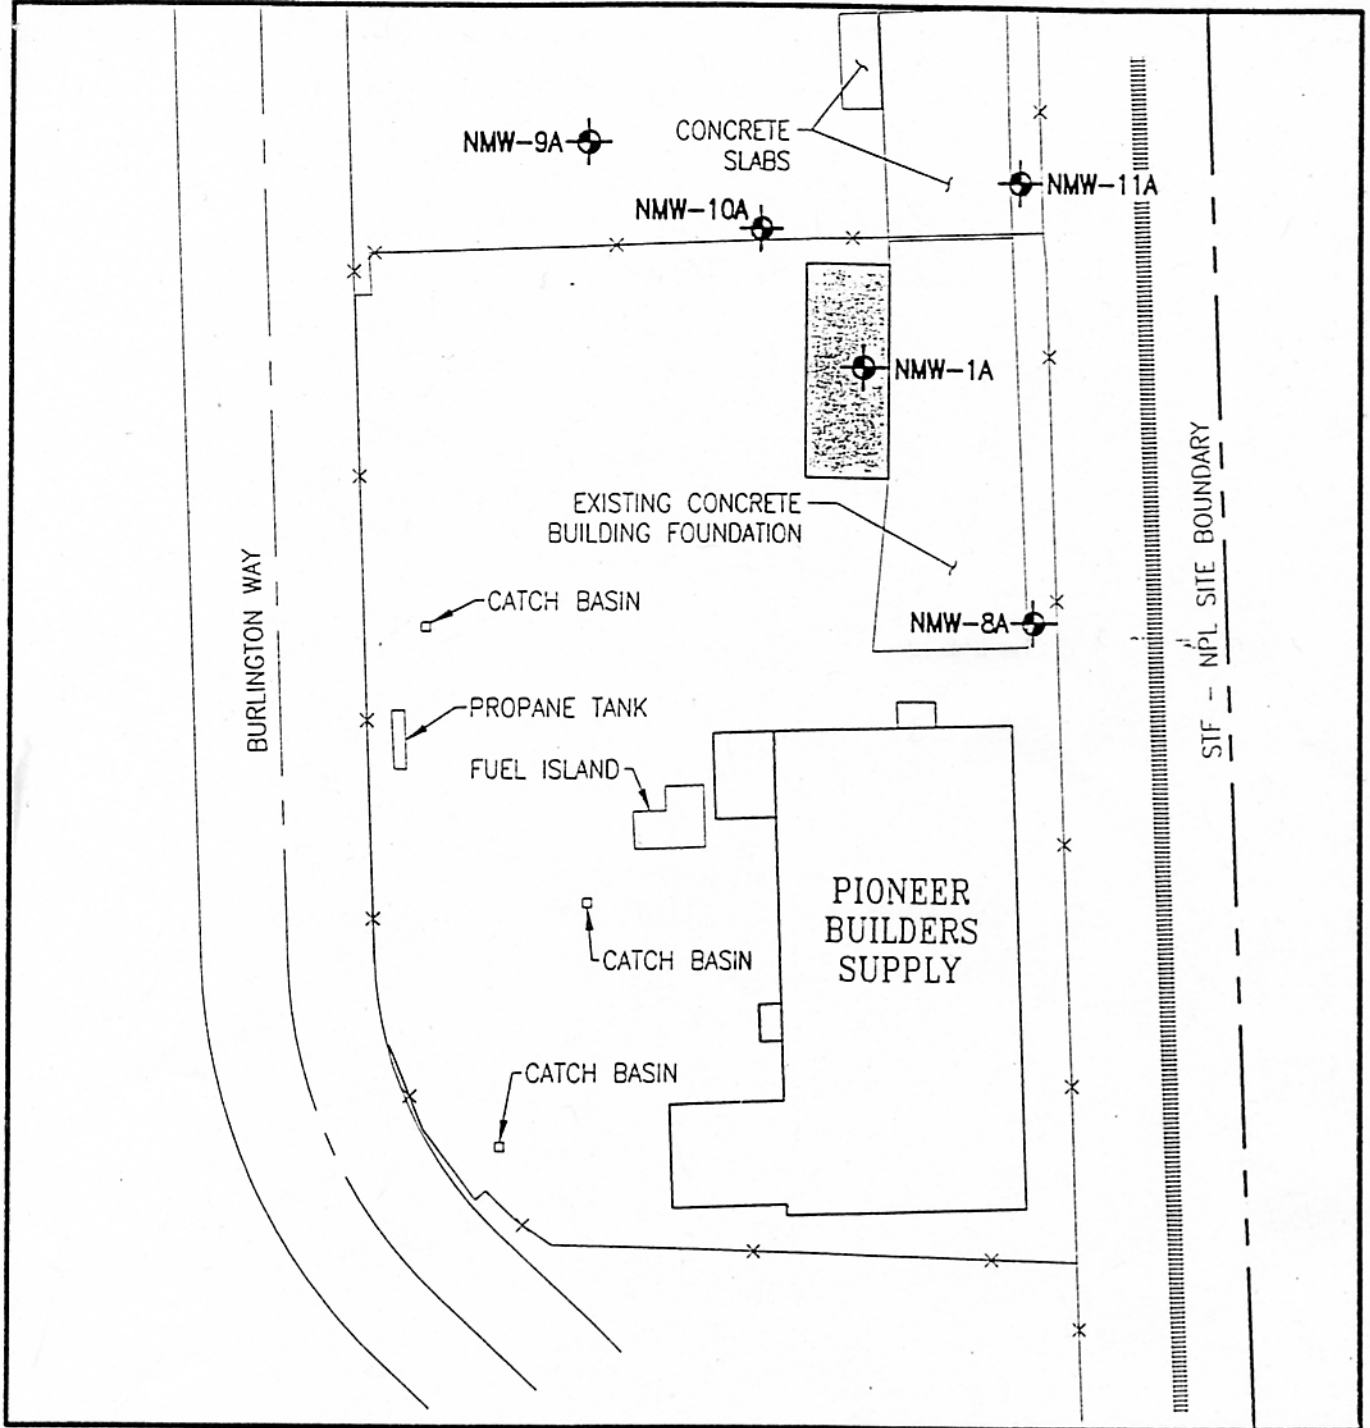 NMW-9A
CONCRETE
SLABS
NMW-11A
NMW-10A
NMW-1A
EXISTING CONCRETE
BUILDING FOUNDATION
BURLINGTON WAY
STF - NPL SITE BOUNDARY
CATCH BASIN
NMW-8A
PROPANE TANK
FUEL ISLAND
PIONEER
BUILDERS
SUPPLY
CATCH BASIN
CATCH BASIN